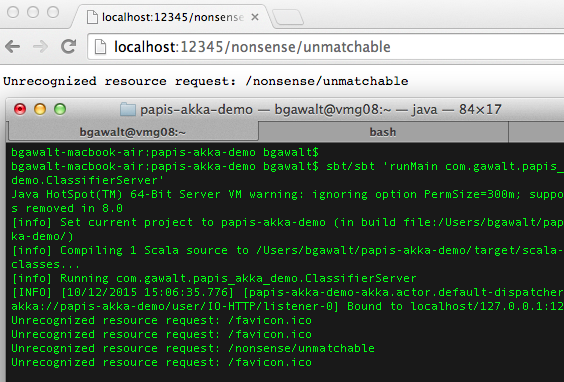 localhost:12345/nonsense
localhost:12345/nonsense/unmatchable
Unrecognized resource request: /nonsense/unmatchable
papis-akka-demo — bgawalt@vmg08:~ — java — 84×17
bgawalt@vmg08:~ bash
bgawalt-macbook-air:papis-akka-demo bgawalt$
bgawalt-macbook-air:papis-akka-demo bgawalt$ sbt/sbt 'runMain com.gawalt.papis_
demo.ClassifierServer'
Java HotSpot(TM) 64-Bit Server VM warning: ignoring option PermSize=300m; suppo
s removed in 8.0
[info] Set current project to papis-akka-demo (in build file:/Users/bgawalt/pap
ka-demo/)
[info] Compiling 1 Scala source to /Users/bgawalt/papis-akka-demo/target/scala-
classes...
[info] Running com.gawalt.papis_akka_demo.ClassifierServer
[INFO] [10/12/2015 15:06:35.776] [papis-akka-demo-akka.actor.default-dispatcher
akka://papis-akka-demo/user/IO-HTTP/listener-0] Bound to localhost/127.0.0.1:12
Unrecognized resource request: /favicon.ico
Unrecognized resource request: /favicon.ico
Unrecognized resource request: /nonsense/unmatchable
Unrecognized resource request: /favicon.ico